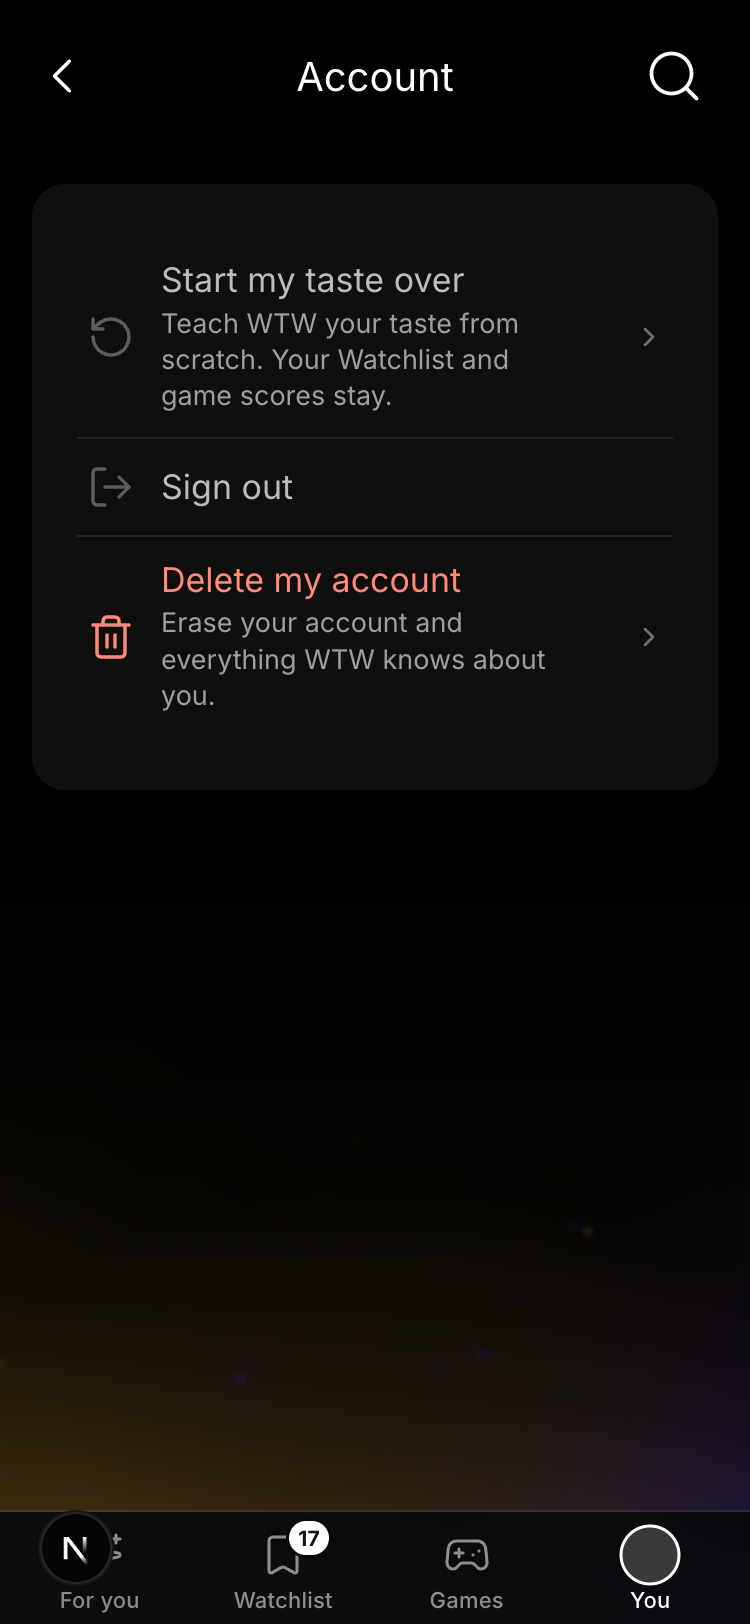 Account
Start my taste over
Teach WTW your taste from
scratch. Your Watchlist and
game scores stay.
Sign out
Delete my account
Erase your account and
everything WTW knows about
you.
N
17
For you
Watchlist
Games
You